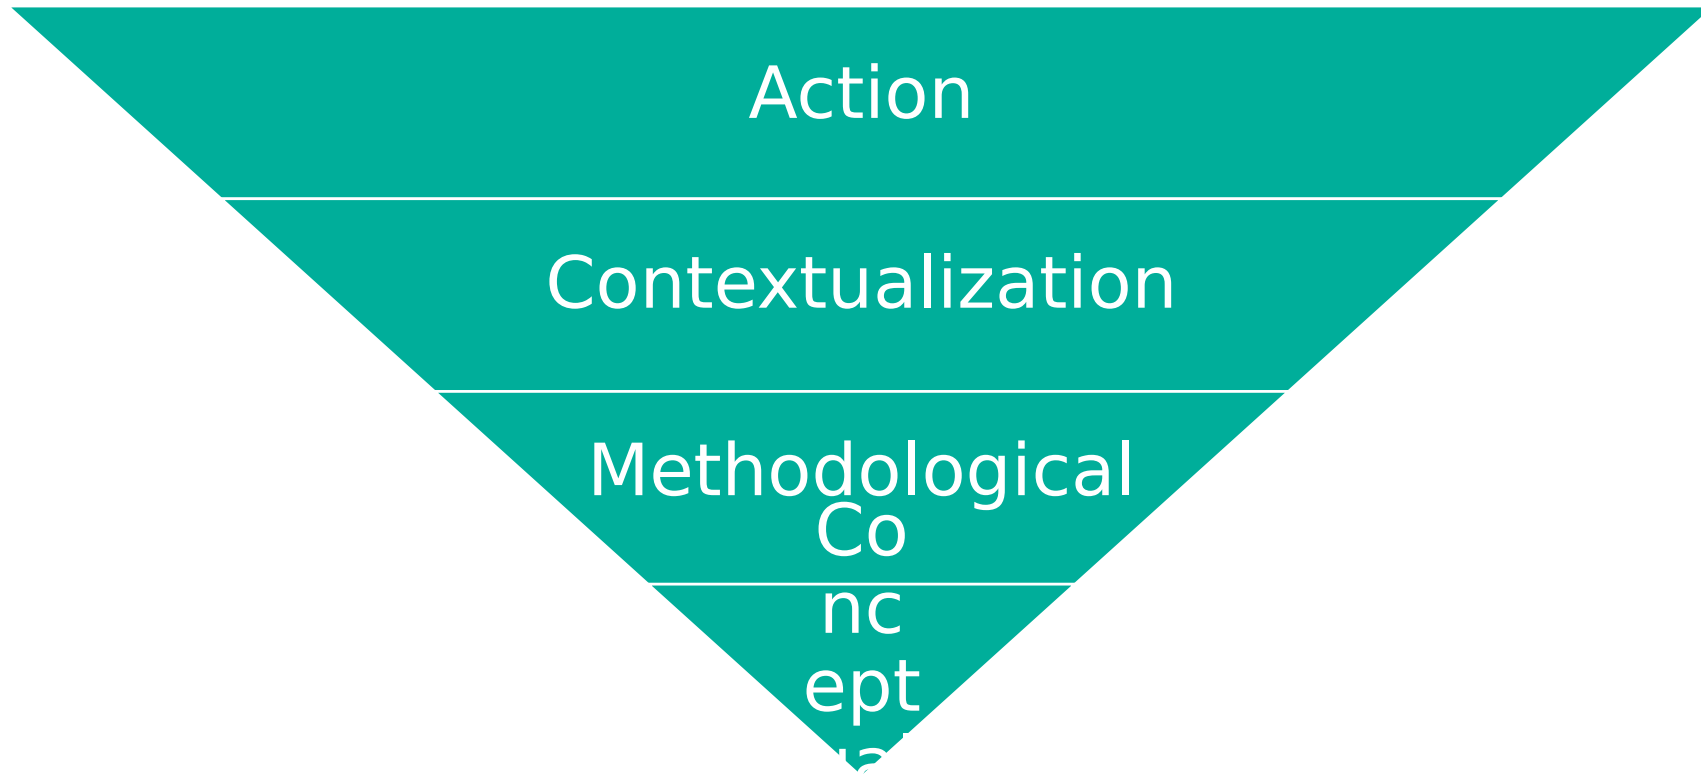 Action
Contextualization
Methodological
Co
nc
ept